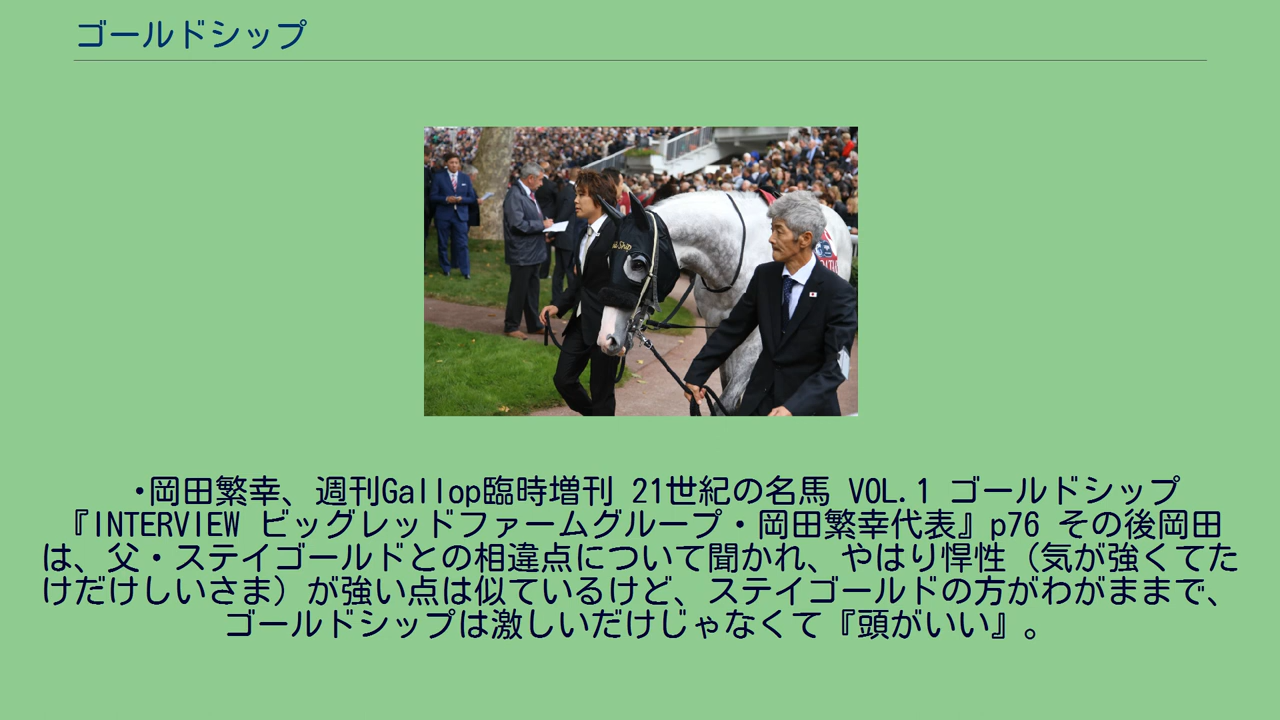 ゴールドシップ
•岡田繁幸、週刊Gallop臨時増刊 21世紀の名馬 VOL.1 ゴールドシップ
『INTERVIEW ビッグレッドファームグループ・岡田繁幸代表』p76 その後岡田
は、父・ステイゴールドとの相違点について聞かれ、やはり悍性（気が強くてた
けだけしいさま）が強い点は似ているけど、ステイゴールドの方がわがままで、
ゴールドシップは激しいだけじゃなくて『頭がいい』。